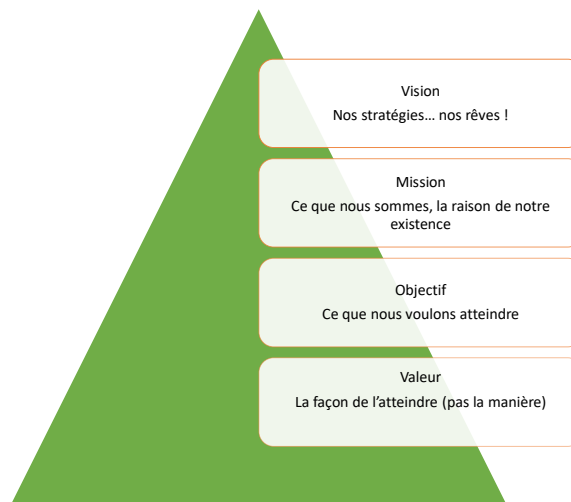 Vision
Nos stratégies… nos rêves !
Mission
Ce que nous sommes, la raison de notre
existence
Objectif
Ce que nous voulons atteindre
Valeur
La façon de l’atteindre (pas la manière)